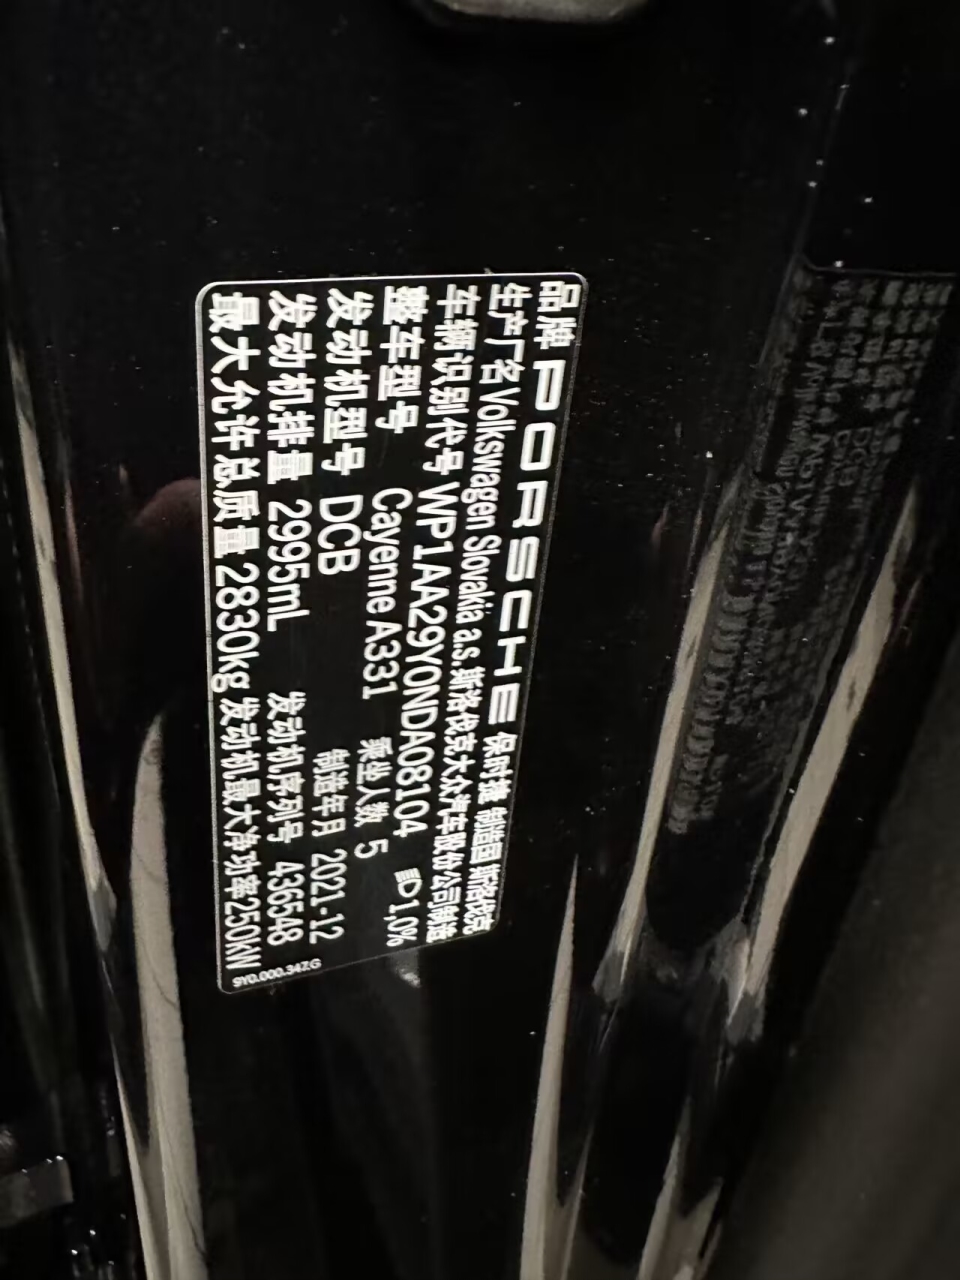 品牌 PORSCHE 保时捷 制造国 斯洛伐克
生产厂名 Volkswagen Slovakia a.s.斯洛伐克大众汽车股份公司制造
车辆识别代号 WP1AA29Y0NDA08104 D1,0%
整车型号 Cayenne A331 乘坐人数 5
发动机型号 DCB 制造年月 2021-12
发动机排量 2995mL 发动机序列号 436548
最大允许总质量 2830kg 发动机最大净功率250kW
9Y0.000.34ZG